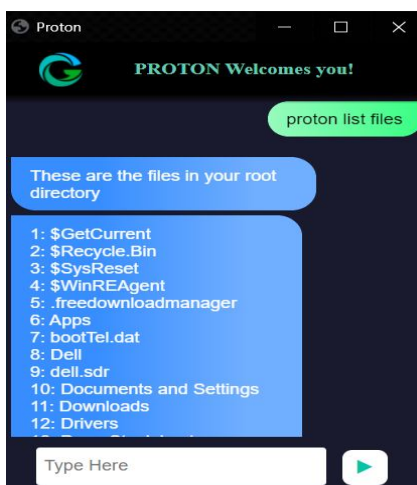 Proton
PROTON Welcomes you!
proton list files
These are the files in your root
directory
1: $GetCurrent
2: $Recycle.Bin
3: $SysReset
4: $WinREAgent
5: .freedownloadmanager
6: Apps
7: bootTel.dat
8: Dell
9: dell.sdr
10: Documents and Settings
11: Downloads
12: Drivers
Type Here